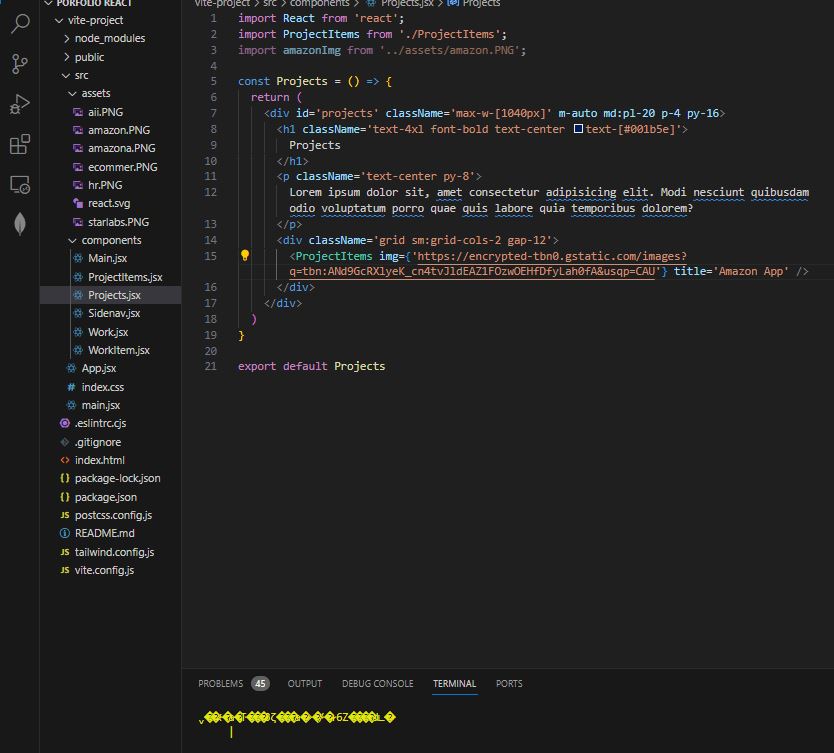 PORFOLIO REACT
vite-project
node_modules
public
src
assets
aii.PNG
amazon.PNG
amazona.PNG
ecommer.PNG
hr.PNG
react.svg
starlabs.PNG
components
Main.jsx
ProjectItems.jsx
Projects.jsx
Sidenav.jsx
Work.jsx
WorkItem.jsx
App.jsx
# index.css
main.jsx
.eslintrc.cjs
.gitignore
<> index.html
{} package-lock.json
{} package.json
JS postcss.config.js
README.md
JS tailwind.config.js
JS vite.config.js
vite-project > src > components > Projects.jsx > Projects
1 import React from 'react';
2 import ProjectItems from './ProjectItems';
3 import amazonImg from '../assets/amazon.PNG';
4
5 const Projects = () => {
6 return (
7 <div id='projects' className='max-w-[1040px]' m-auto md:pl-20 p-4 py-16>
8 <h1 className='text-4xl font-bold text-center text-[#001b5e]'>
9 Projects
10 </h1>
11 <p className='text-center py-8'>
12 Lorem ipsum dolor sit, amet consectetur adipisicing elit. Modi nesciunt quibusdam
odio voluptatum porro quae quis labore quia temporibus dolorem?
13 </p>
14 <div className='grid sm:grid-cols-2 gap-12'>
15 <ProjectItems img={'https://encrypted-tbn0.gstatic.com/images?
q=tbn:ANd9GcRXlyeK_cn4tvJldEAZ1FOzwOEHfDfyLah0fA&usqp=CAU'} title='Amazon App' />
16 </div>
17 </div>
18 )
19 }
20
21 export default Projects
PROBLEMS 45 OUTPUT DEBUG CONSOLE TERMINAL PORTS